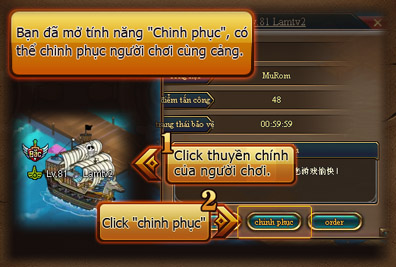 Lv.81 Lamtv2
Bạn đã mở tính năng "Chinh phục", có
thể chinh phục người chơi cùng cảng.
MuRom
điểm tấn công
48
trạng thái bảo vệ
00:59:59
1
Click thuyền chính
của người chơi.
Lv.81 Lamtv2
2
Click "chinh phục"
chinh phục
order